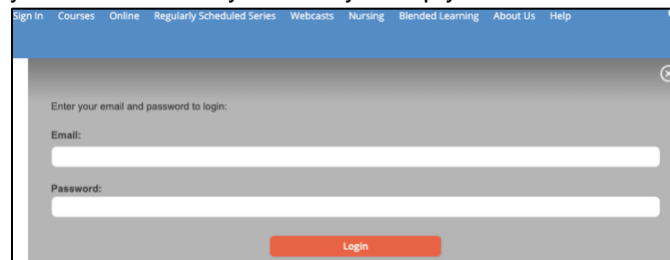 Sign In Courses Online Regularly Scheduled Series Webcasts Nursing Blended Learning About Us Help
Enter your email and password to login:
Email:
Password:
Login